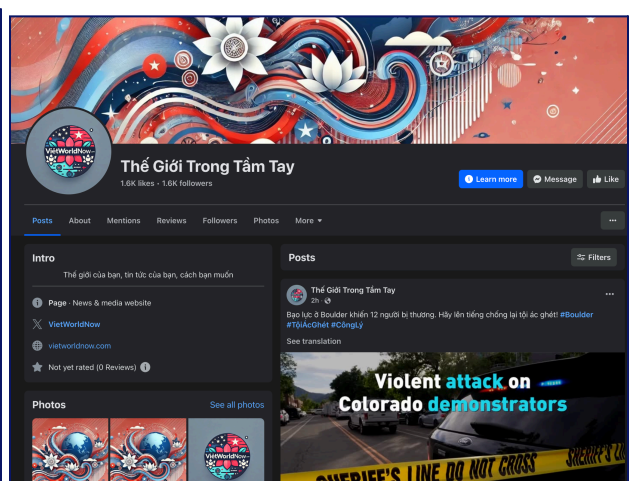 VietWorldNow
Thế Giới Trong Tầm Tay
1.6K likes • 1.6K followers
Learn more
Message
Like
Posts
About
Mentions
Reviews
Followers
Photos
More
Intro
Thế giới của bạn, tin tức của bạn, cách bạn muốn
Page · News & media website
VietWorldNow
vietworldnow.com
Not yet rated (0 Reviews)
Photos
See all photos
VietWorldNow
Posts
Filters
Thế Giới Trong Tầm Tay
2h
Bạo lực ở Boulder khiến 12 người bị thương. Hãy lên tiếng chống lại tội ác ghét! #Boulder
#TộiÁcGhét #CôngLý
See translation
Violent attack on
Colorado demonstrators
SHERIFF'S LINE DO NOT CROSS